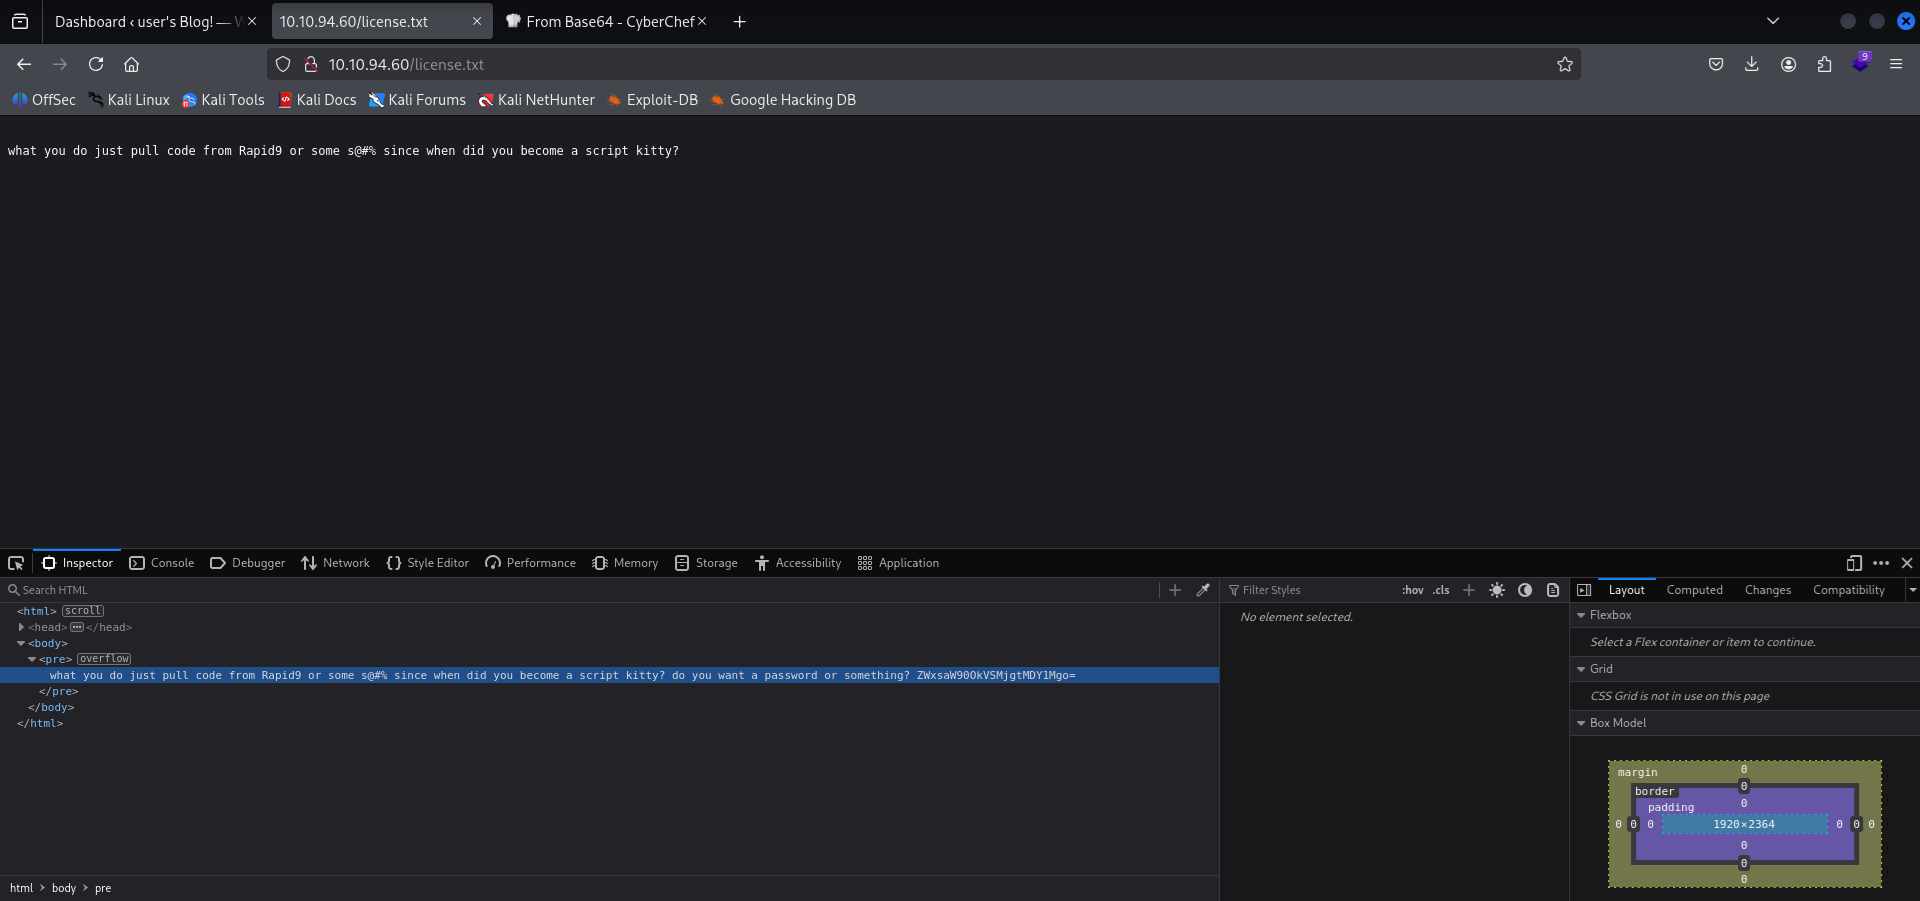 Dashboard ‹ user's Blog! — W
10.10.94.60/license.txt
From Base64 - CyberChef
10.10.94.60/license.txt
9
OffSec Kali Linux Kali Tools Kali Docs Kali Forums Kali NetHunter Exploit-DB Google Hacking DB
what you do just pull code from Rapid9 or some s@#% since when did you become a script kitty?
Inspector Console Debugger Network Style Editor Performance Memory Storage Accessibility Application
Search HTML
Filter Styles :hov .cls
Layout Computed Changes Compatibility
<html> scroll
<head> </head>
<body>
<pre> overflow
what you do just pull code from Rapid9 or some s@#% since when did you become a script kitty? do you want a password or something? ZWxsaW90OkVSMjgtMDY1Mgo=
</pre>
</body>
</html>
No element selected.
Flexbox
Select a Flex container or item to continue.
Grid
CSS Grid is not in use on this page
Box Model
margin 0
border 0
padding 0
0 0 0 1920×2364 0 0 0
0
0
0
html > body > pre